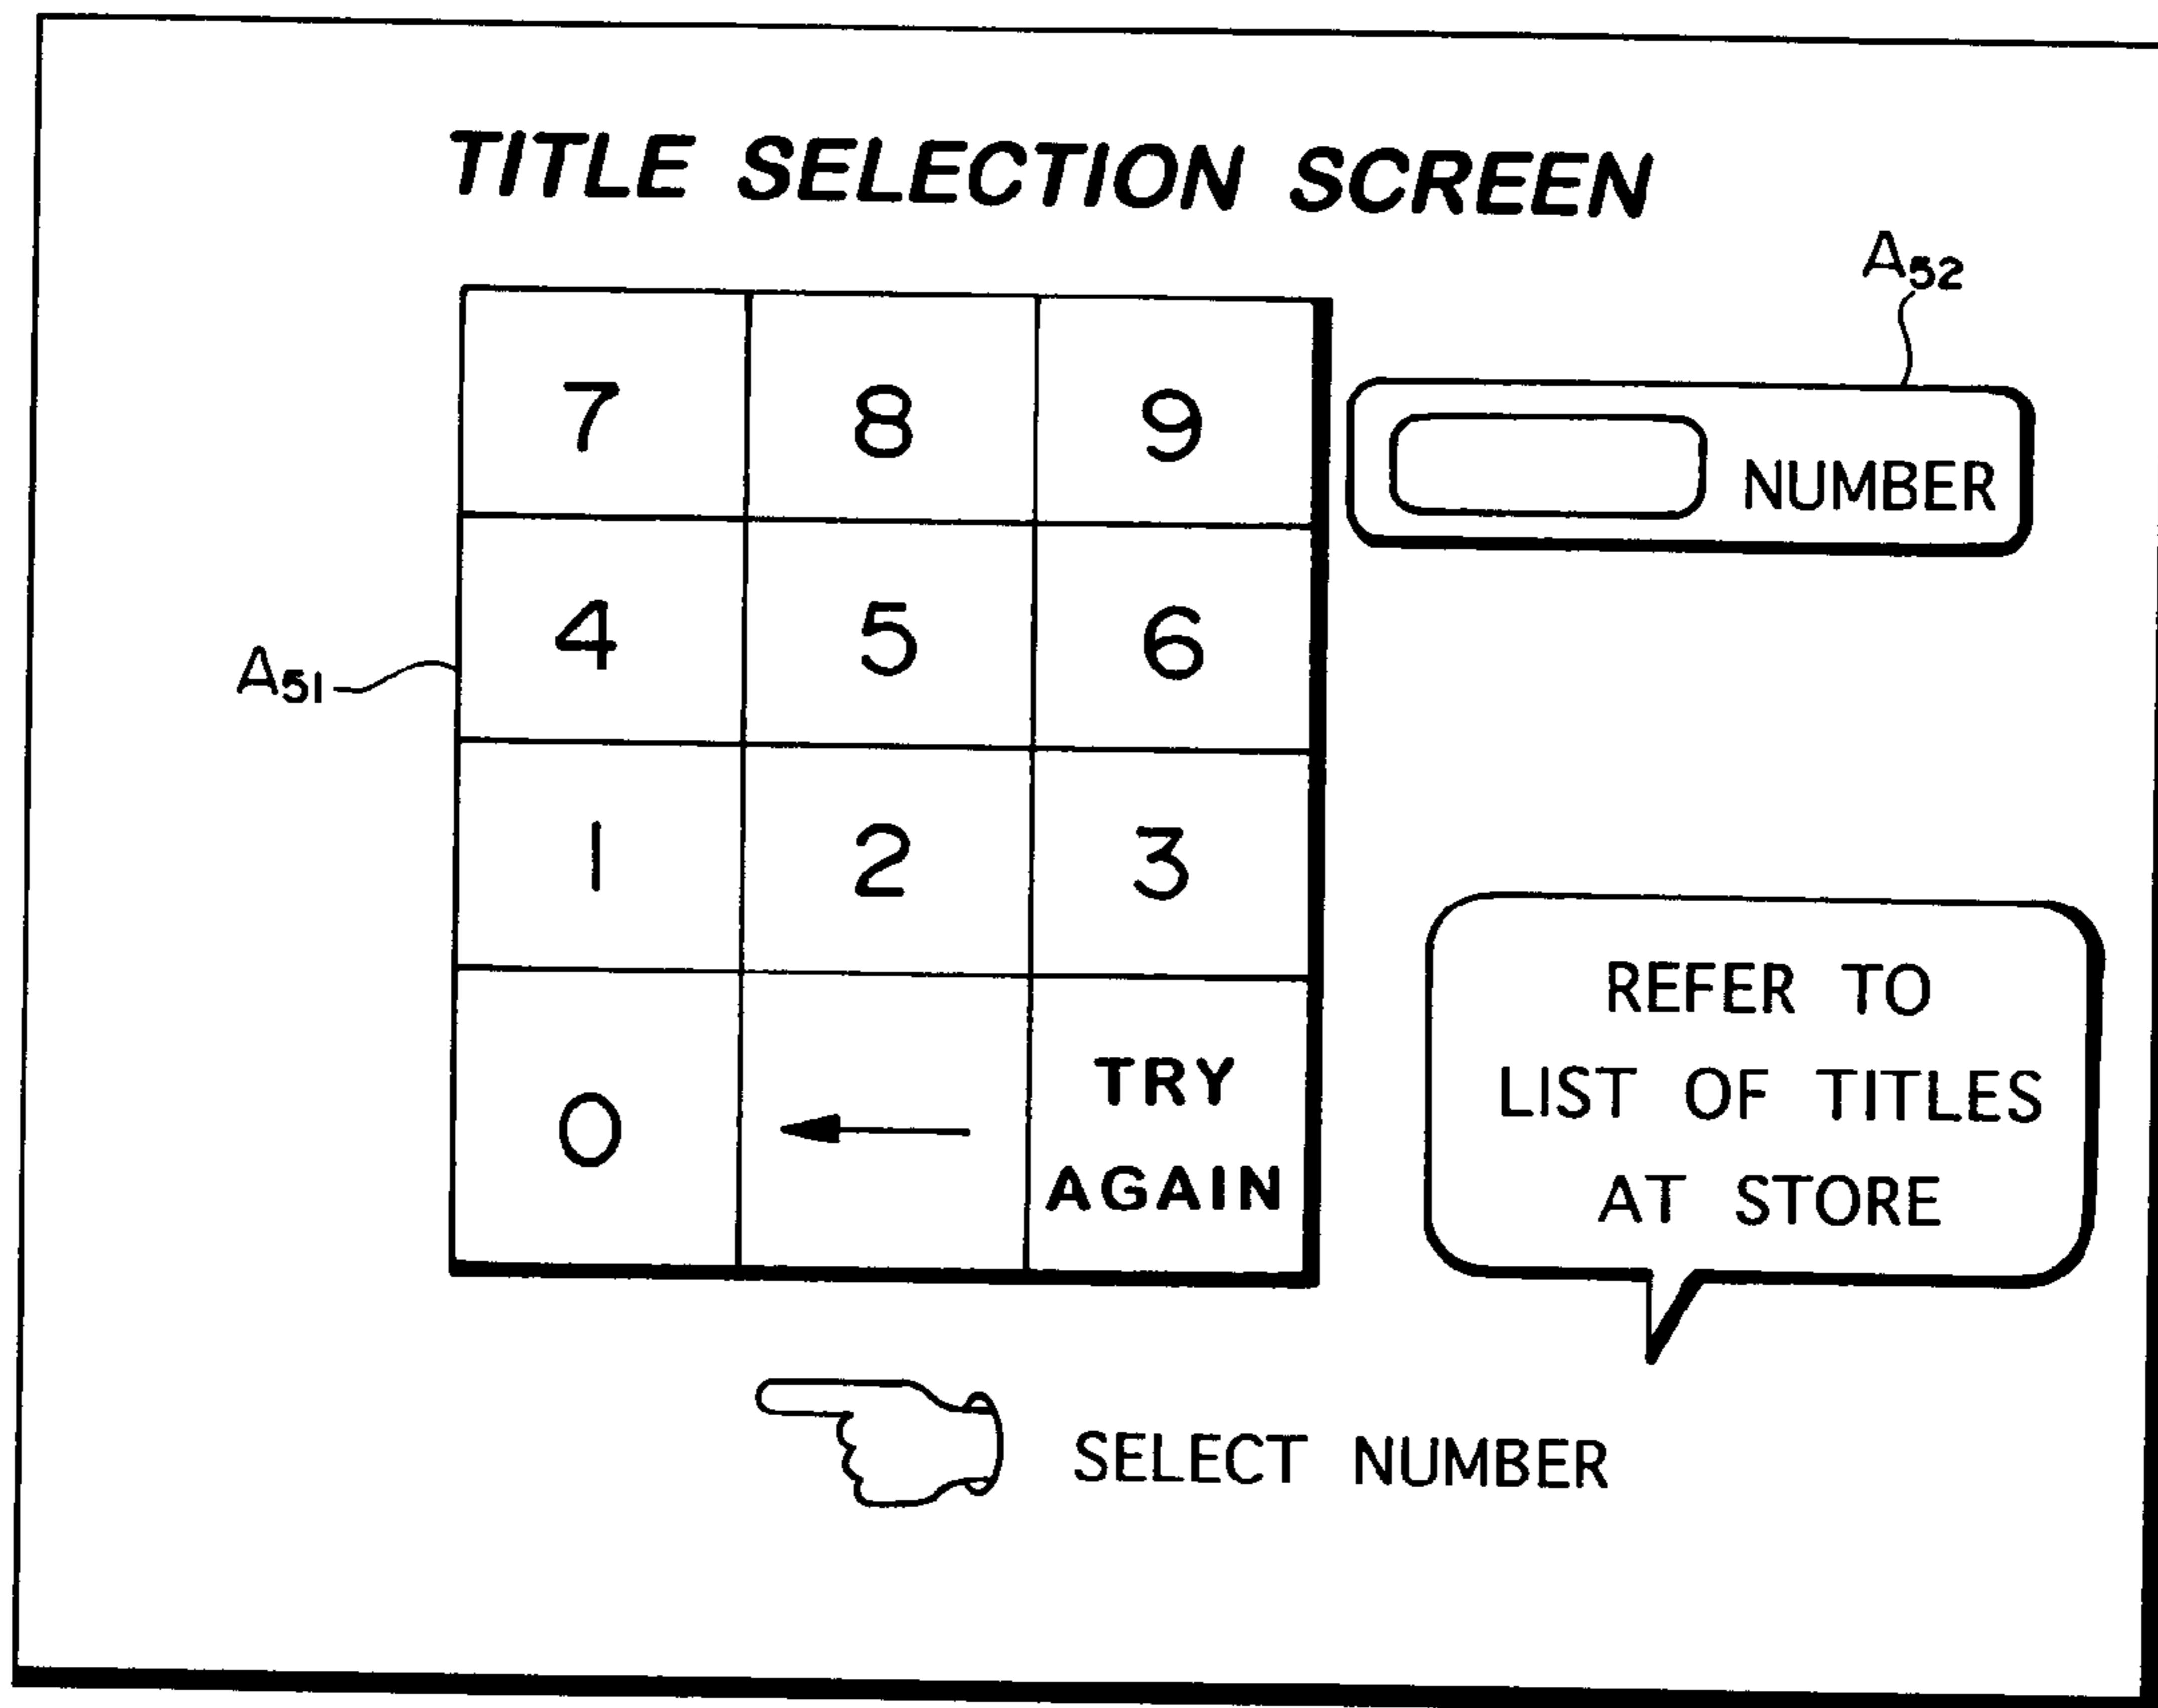 TITLE SELECTION SCREEN
A52
7 8 9
NUMBER
4 5 6
A51
1 2 3
REFER TO
LIST OF TITLES
AT STORE
0 ← TRY
AGAIN
SELECT NUMBER